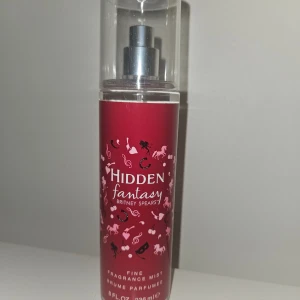 HIDDEN
fantasy
BRITNEY SPEARS
FINE
FRAGRANCE MIST
BRUME PARFUMÉE